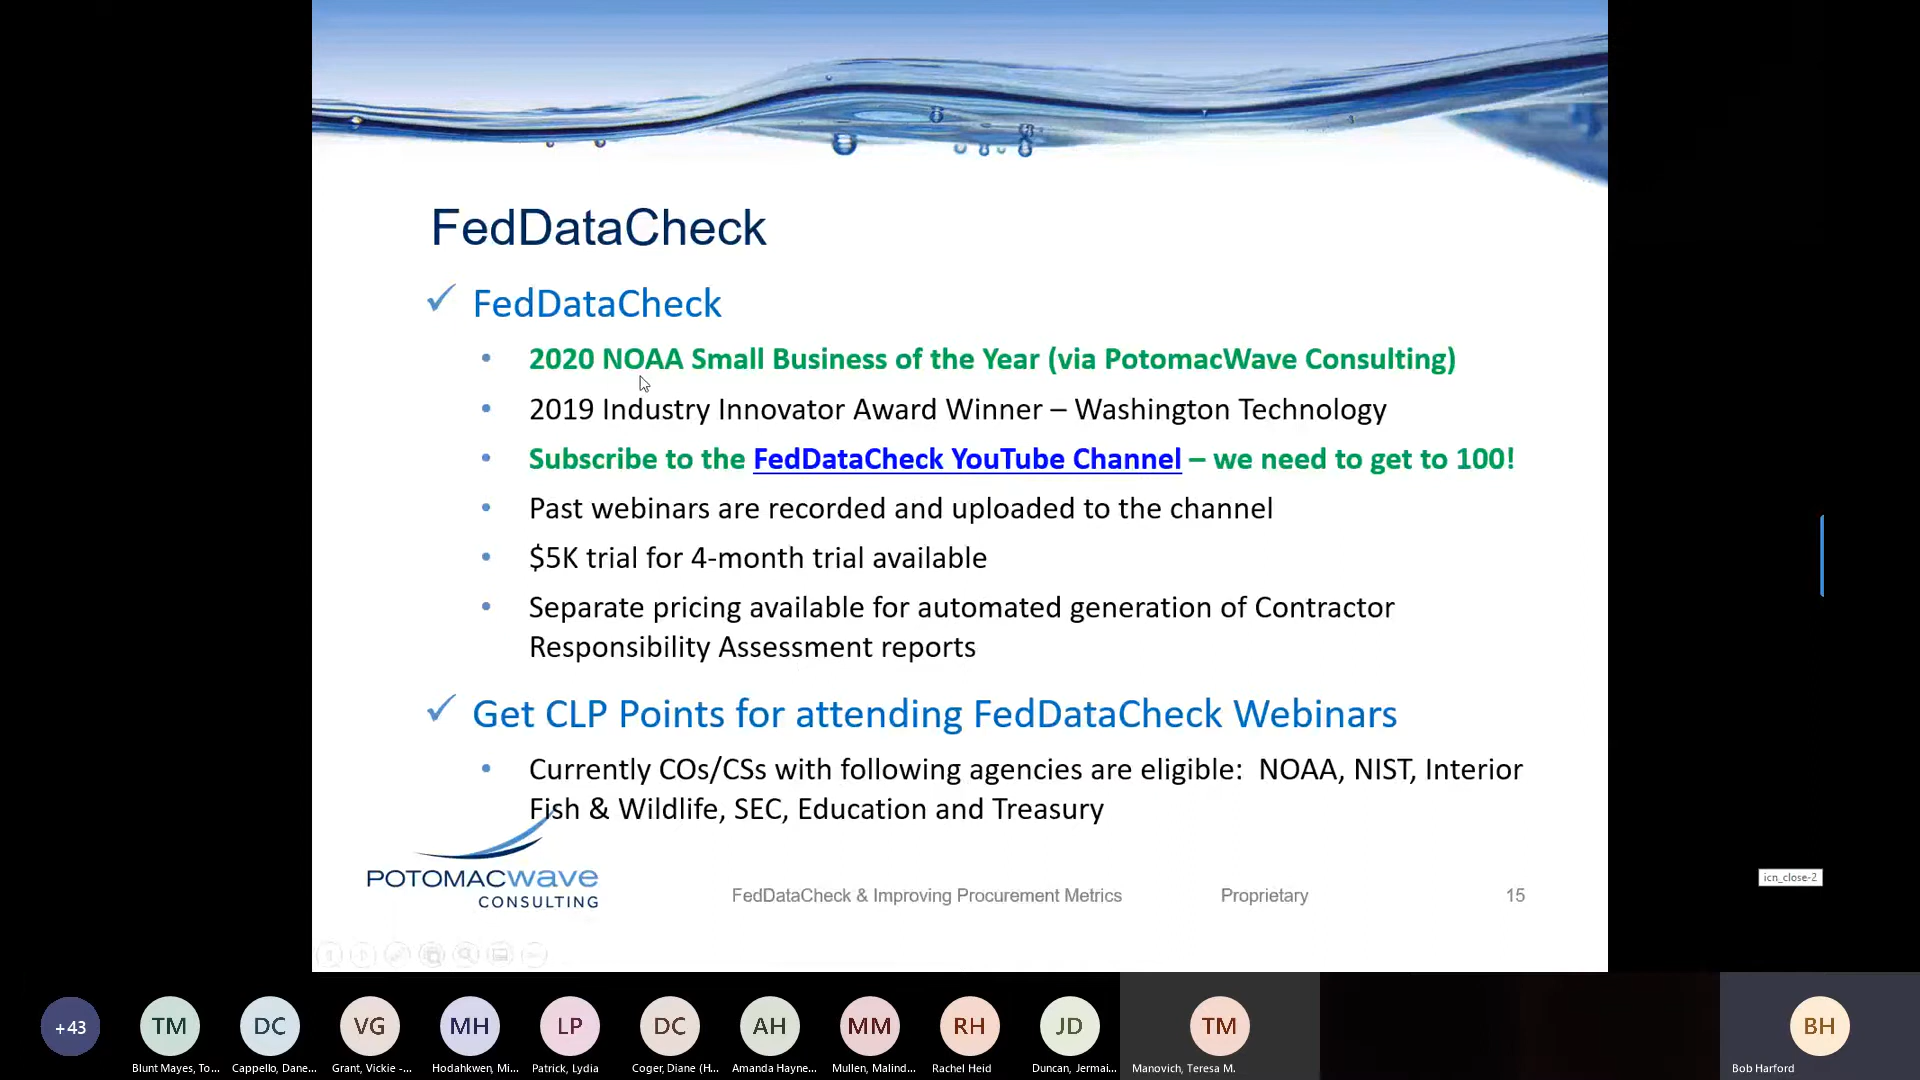 FedDataCheck
✓ FedDataCheck
• 2020 NOAA Small Business of the Year (via PotomacWave Consulting)
• 2019 Industry Innovator Award Winner – Washington Technology
• Subscribe to the FedDataCheck YouTube Channel – we need to get to 100!
• Past webinars are recorded and uploaded to the channel
• $5K trial for 4-month trial available
• Separate pricing available for automated generation of Contractor
Responsibility Assessment reports
✓ Get CLP Points for attending FedDataCheck Webinars
• Currently COs/CSs with following agencies are eligible: NOAA, NIST, Interior
Fish & Wildlife, SEC, Education and Treasury
POTOMACwave
CONSULTING
FedDataCheck & Improving Procurement Metrics Proprietary 15
icn_close-2
+43 TM DC VG MH LP DC AH MM RH JD TM BH
Blunt Mayes, To... Cappello, Dane... Grant, Vickie -... Hodahkwen, Mi... Patrick, Lydia Coger, Diane (H... Amanda Hayne... Mullen, Malind... Rachel Heid Duncan, Jermai... Manovich, Teresa M. Bob Harford